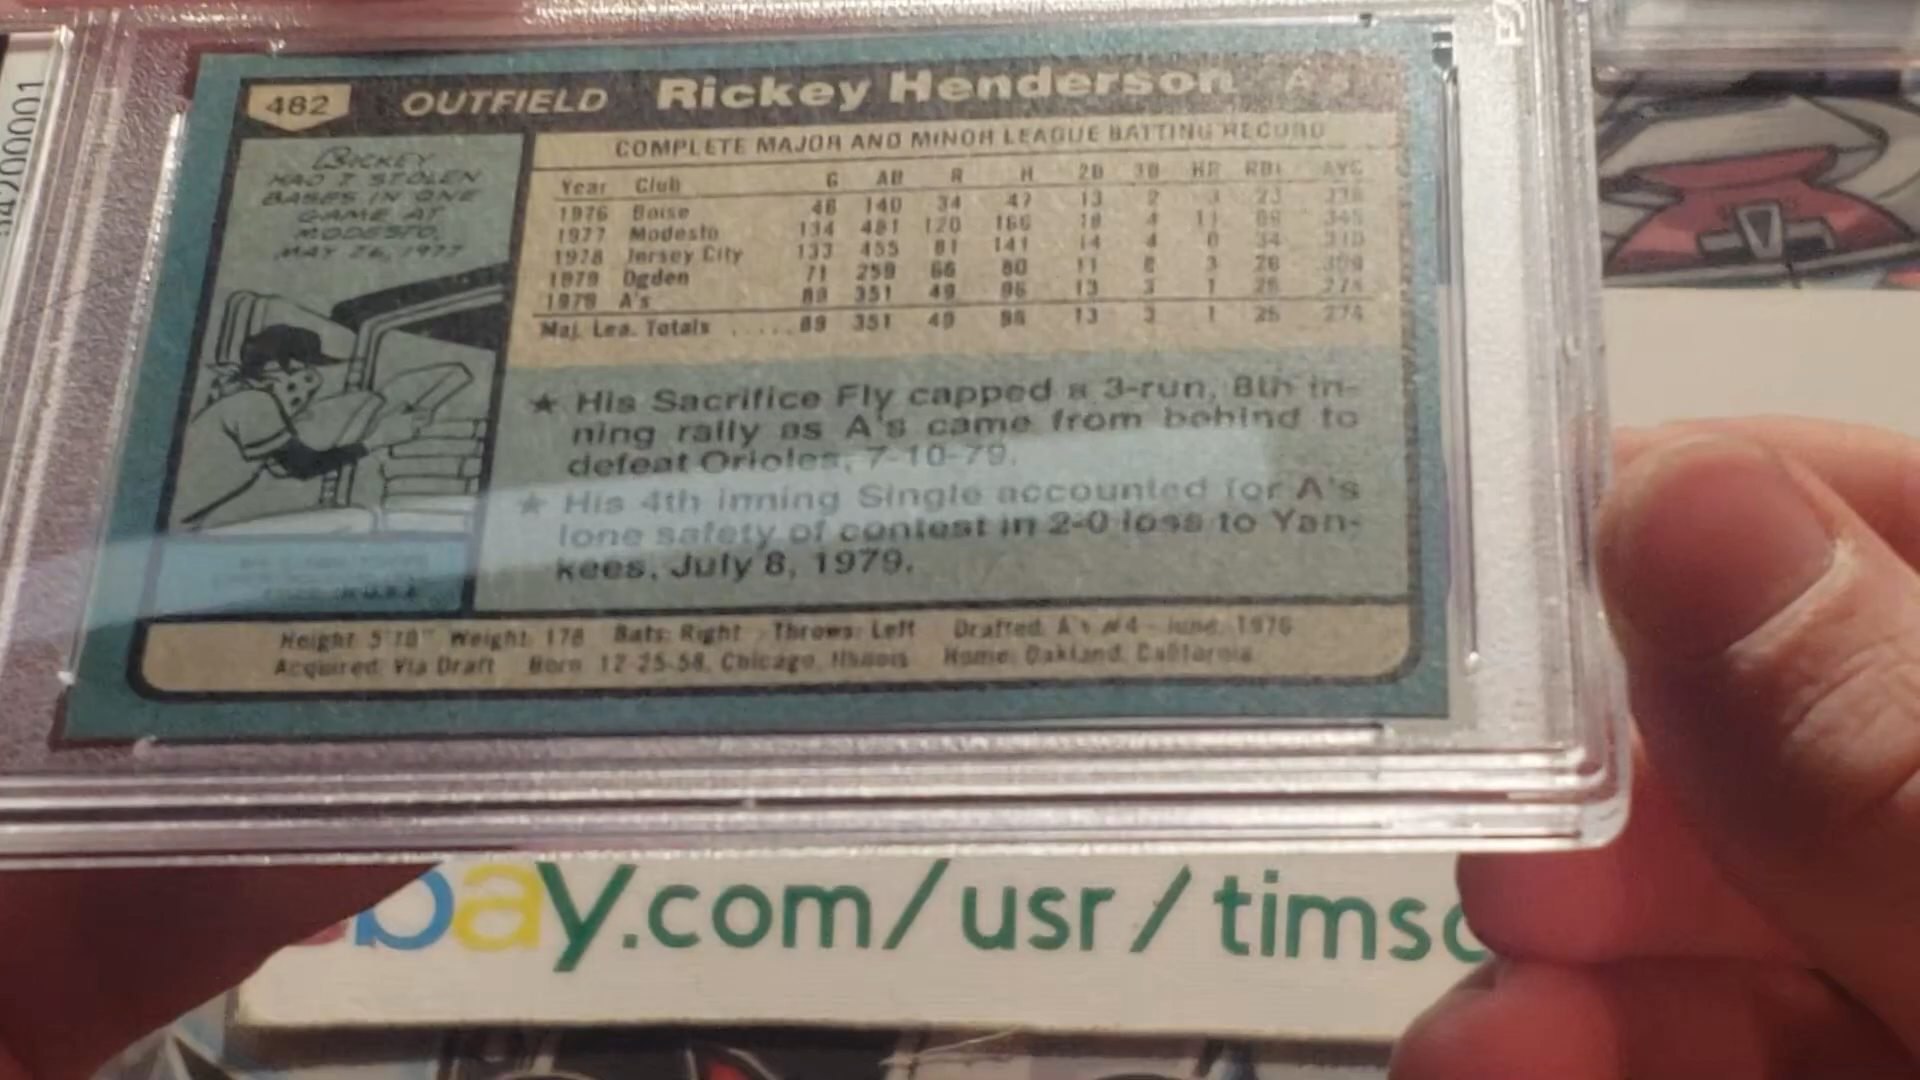 482 OUTFIELD Rickey Henderson A's
RICKEY
HAD 7 STOLEN
BASES IN ONE
GAME AT
MODESTO,
MAY 26, 1977
COMPLETE MAJOR AND MINOR LEAGUE BATTING RECORD
Year Club G AB R H 2B 3B HR RBI AVG
1976 Boise 46 140 34 47 13 2 3 23 336
1977 Modesto 134 481 120 166 18 4 11 69 345
1978 Jersey City 133 455 81 141 14 4 0 34 310
1979 Ogden 71 259 66 80 11 8 3 26 309
1979 A's 89 351 49 96 13 3 1 26 274
Maj. Lea. Totals ..... 89 351 49 96 13 3 1 26 274
★ His Sacrifice Fly capped a 3-run, 8th in-
ning rally as A's came from behind to
defeat Orioles, 7-10-79.
★ His 4th inning Single accounted for A's
lone safety of contest in 2-0 loss to Yan-
kees, July 8, 1979.
Height: 5'10" Weight: 178 Bats: Right Throws: Left Drafted: A's #4-June, 1976
Acquired: Via Draft Born: 12-25-58, Chicago, Illinois Home: Oakland, California
bay.com/usr/timsc